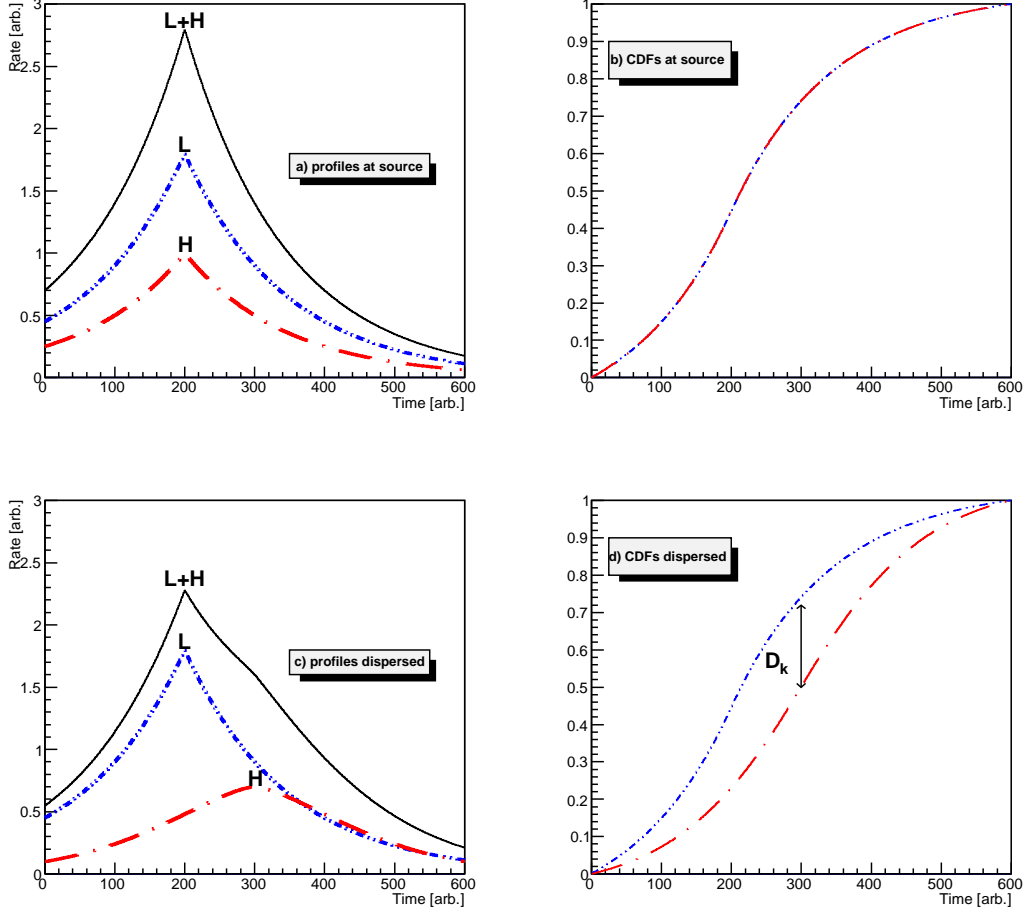 Rate [arb.]
3
2.5
2
1.5
1
0.5
0
L+H
L
H
a) profiles at source
0 100 200 300 400 500 600
Time [arb.]
1
0.9
0.8
0.7
0.6
0.5
0.4
0.3
0.2
0.1
0
b) CDFs at source
0 100 200 300 400 500 600
Time [arb.]
Rate [arb.]
3
2.5
2
1.5
1
0.5
0
L+H
L
H
c) profiles dispersed
0 100 200 300 400 500 600
Time [arb.]
1
0.9
0.8
0.7
0.6
0.5
0.4
0.3
0.2
0.1
0
d) CDFs dispersed
Dk
0 100 200 300 400 500 600
Time [arb.]